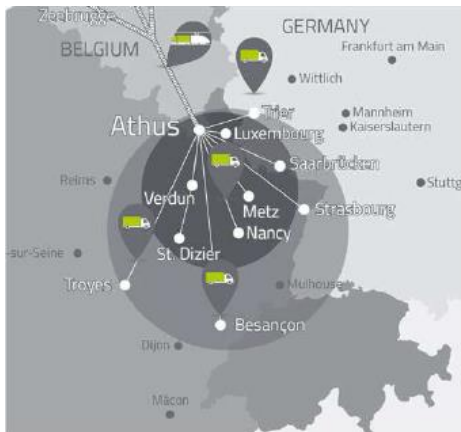 Zeebrugge
GERMANY
BELGIUM
Frankfurt am Main
Wittlich
Trier
Mannheim
Athus
Luxembourg
Kaiserslautern
Saarbrücken
Reims
Stuttg
Verdun
Metz
Strasbourg
Nancy
St. Dizier
-sur-Seine
Troyes
Mulhouse
Besançon
Dijon
Mâcon